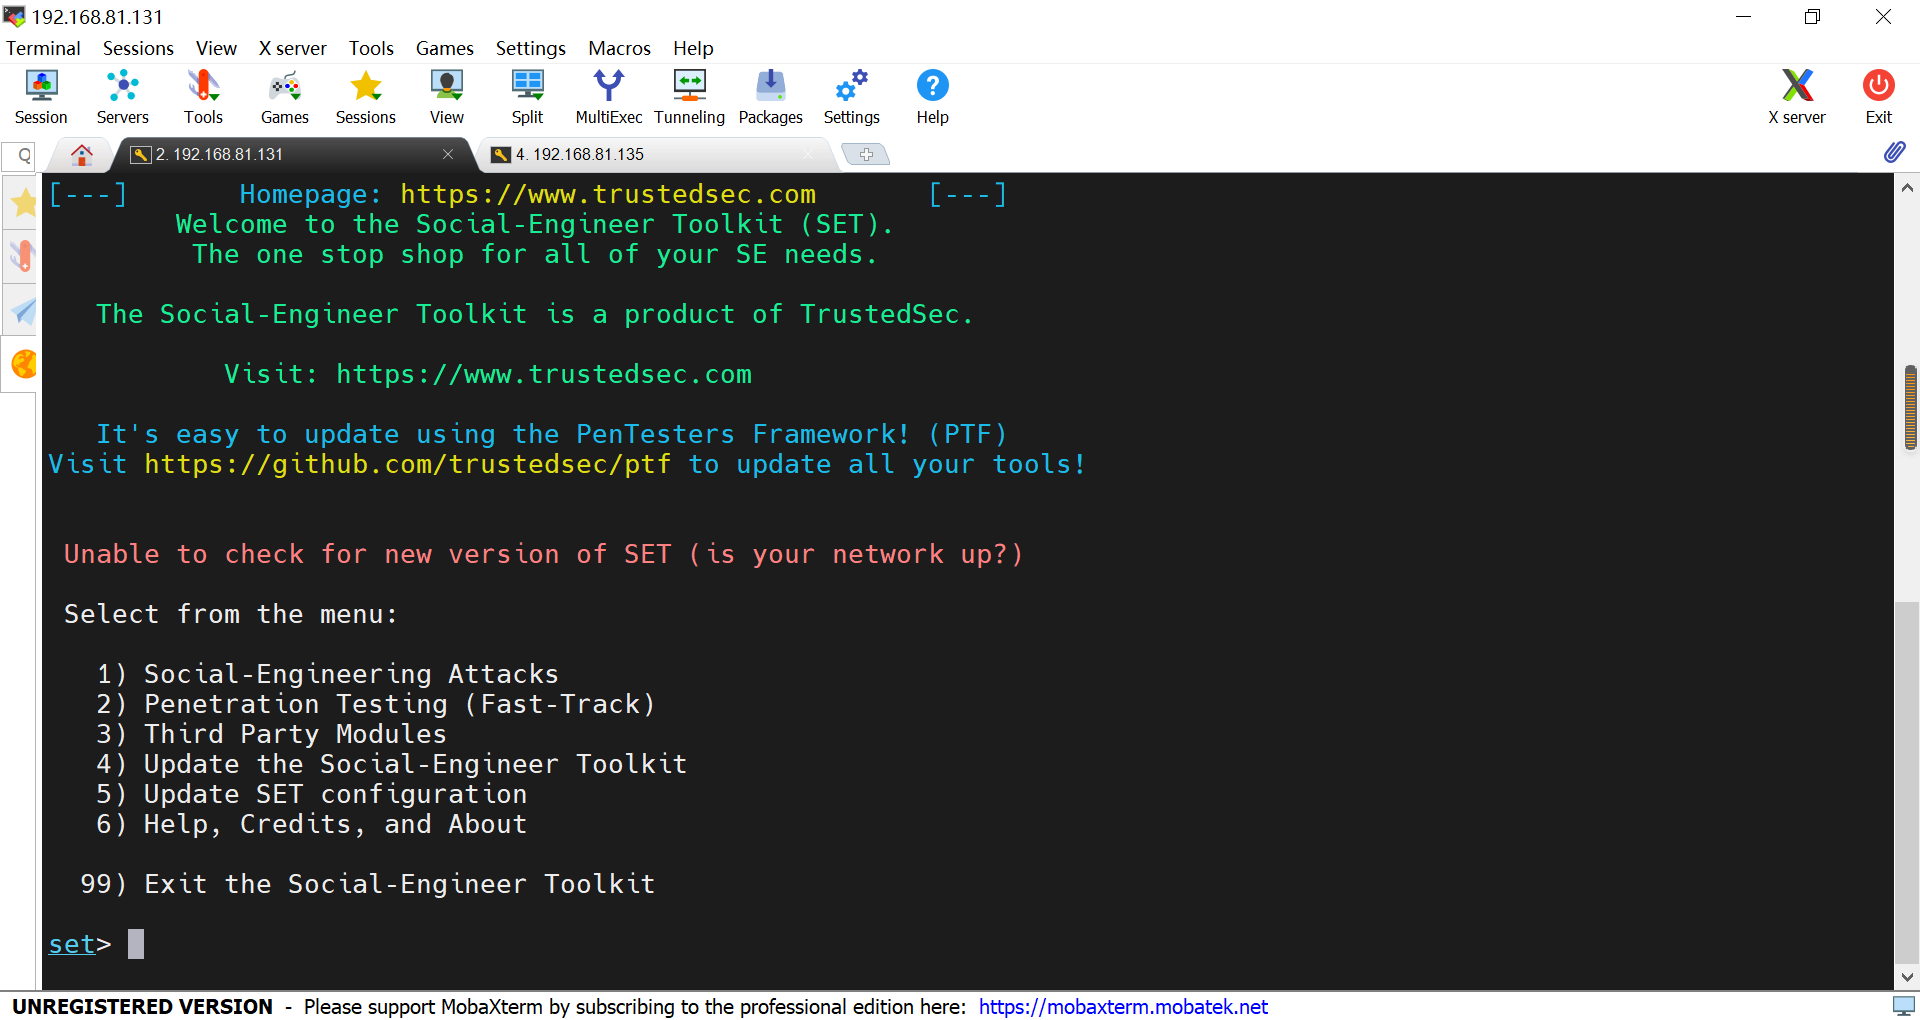 192.168.81.131
Terminal Sessions View X server Tools Games Settings Macros Help
Session Servers Tools Games Sessions View Split MultiExec Tunneling Packages Settings Help X server Exit
2. 192.168.81.131 4. 192.168.81.135
[---] Homepage: https://www.trustedsec.com [---]
Welcome to the Social-Engineer Toolkit (SET).
The one stop shop for all of your SE needs.
The Social-Engineer Toolkit is a product of TrustedSec.
Visit: https://www.trustedsec.com
It's easy to update using the PenTesters Framework! (PTF)
Visit https://github.com/trustedsec/ptf to update all your tools!
Unable to check for new version of SET (is your network up?)
Select from the menu:
1) Social-Engineering Attacks
2) Penetration Testing (Fast-Track)
3) Third Party Modules
4) Update the Social-Engineer Toolkit
5) Update SET configuration
6) Help, Credits, and About
99) Exit the Social-Engineer Toolkit
set>
UNREGISTERED VERSION - Please support MobaXterm by subscribing to the professional edition here: https://mobaxterm.mobatek.net